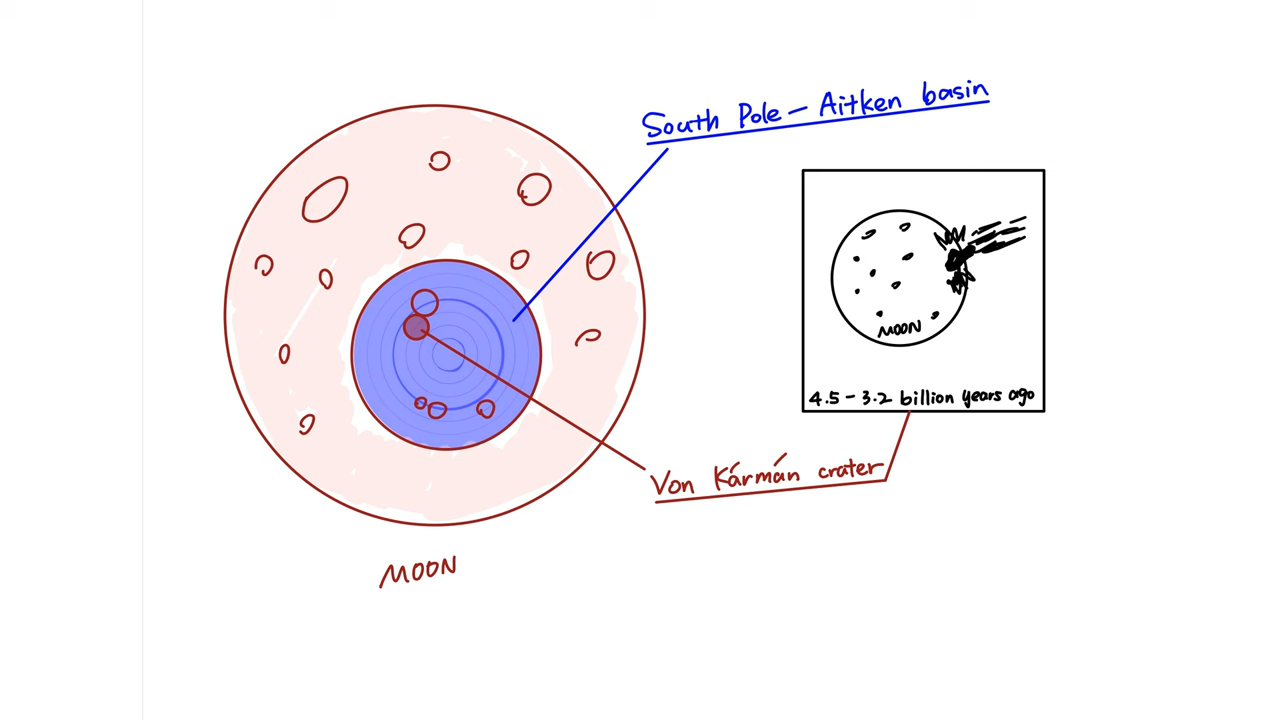 South Pole - Aitken basin
MOON
4.5 - 3.2 billion years ago
Von Kármán crater
MOON